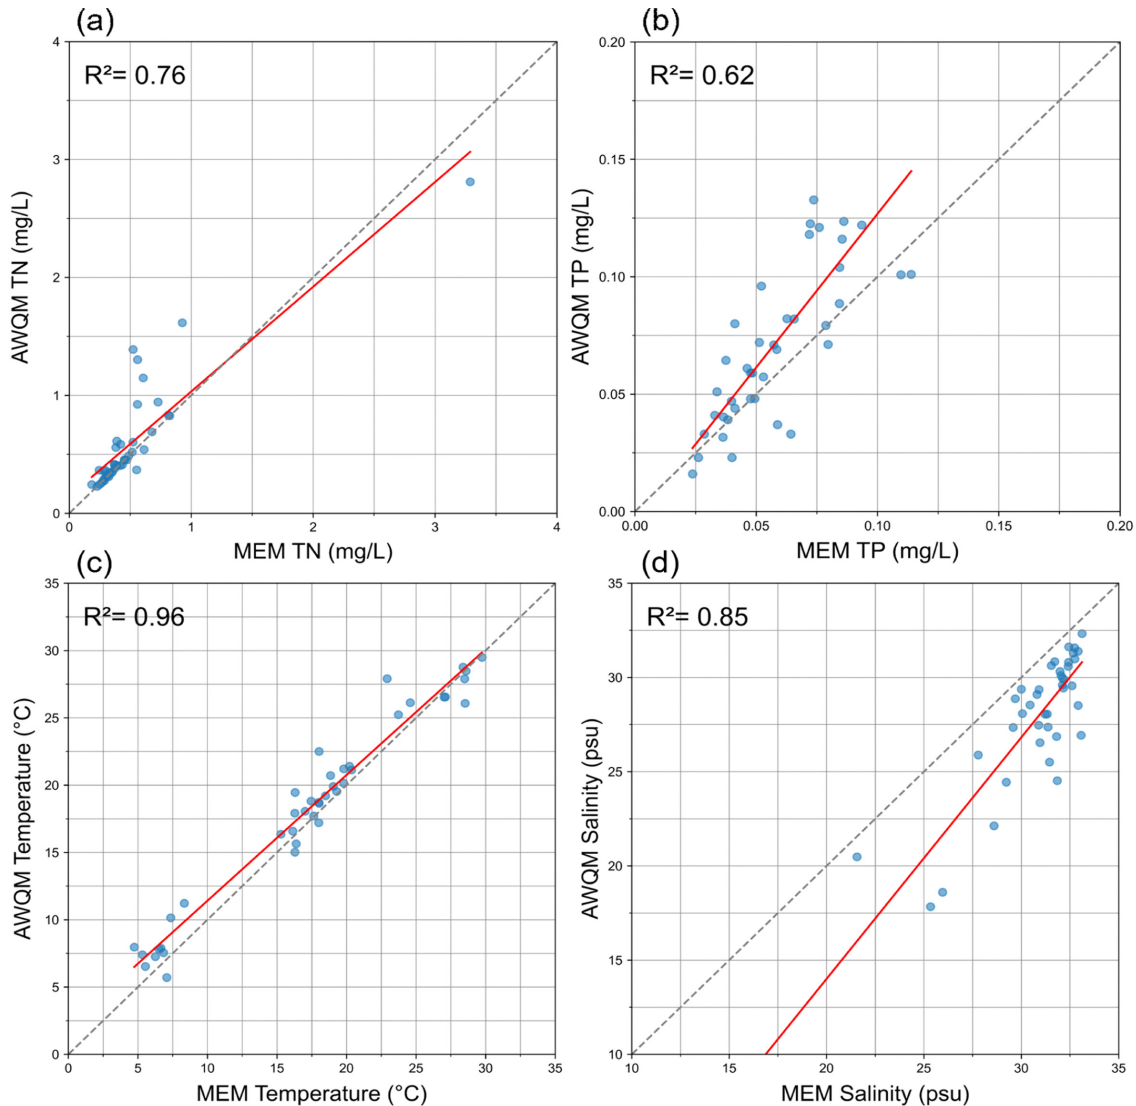 (a)
R²= 0.76
AWQM TN (mg/L)
4
3
2
1
0
0 1 2 3 4
MEM TN (mg/L)
(b)
R²= 0.62
AWQM TP (mg/L)
0.20
0.15
0.10
0.05
0.00
0.00 0.05 0.10 0.15 0.20
MEM TP (mg/L)
(c)
R²= 0.96
AWQM Temperature (°C)
35
30
25
20
15
10
5
0
0 5 10 15 20 25 30 35
MEM Temperature (°C)
(d)
R²= 0.85
AWQM Salinity (psu)
35
30
25
20
15
10
10 15 20 25 30 35
MEM Salinity (psu)